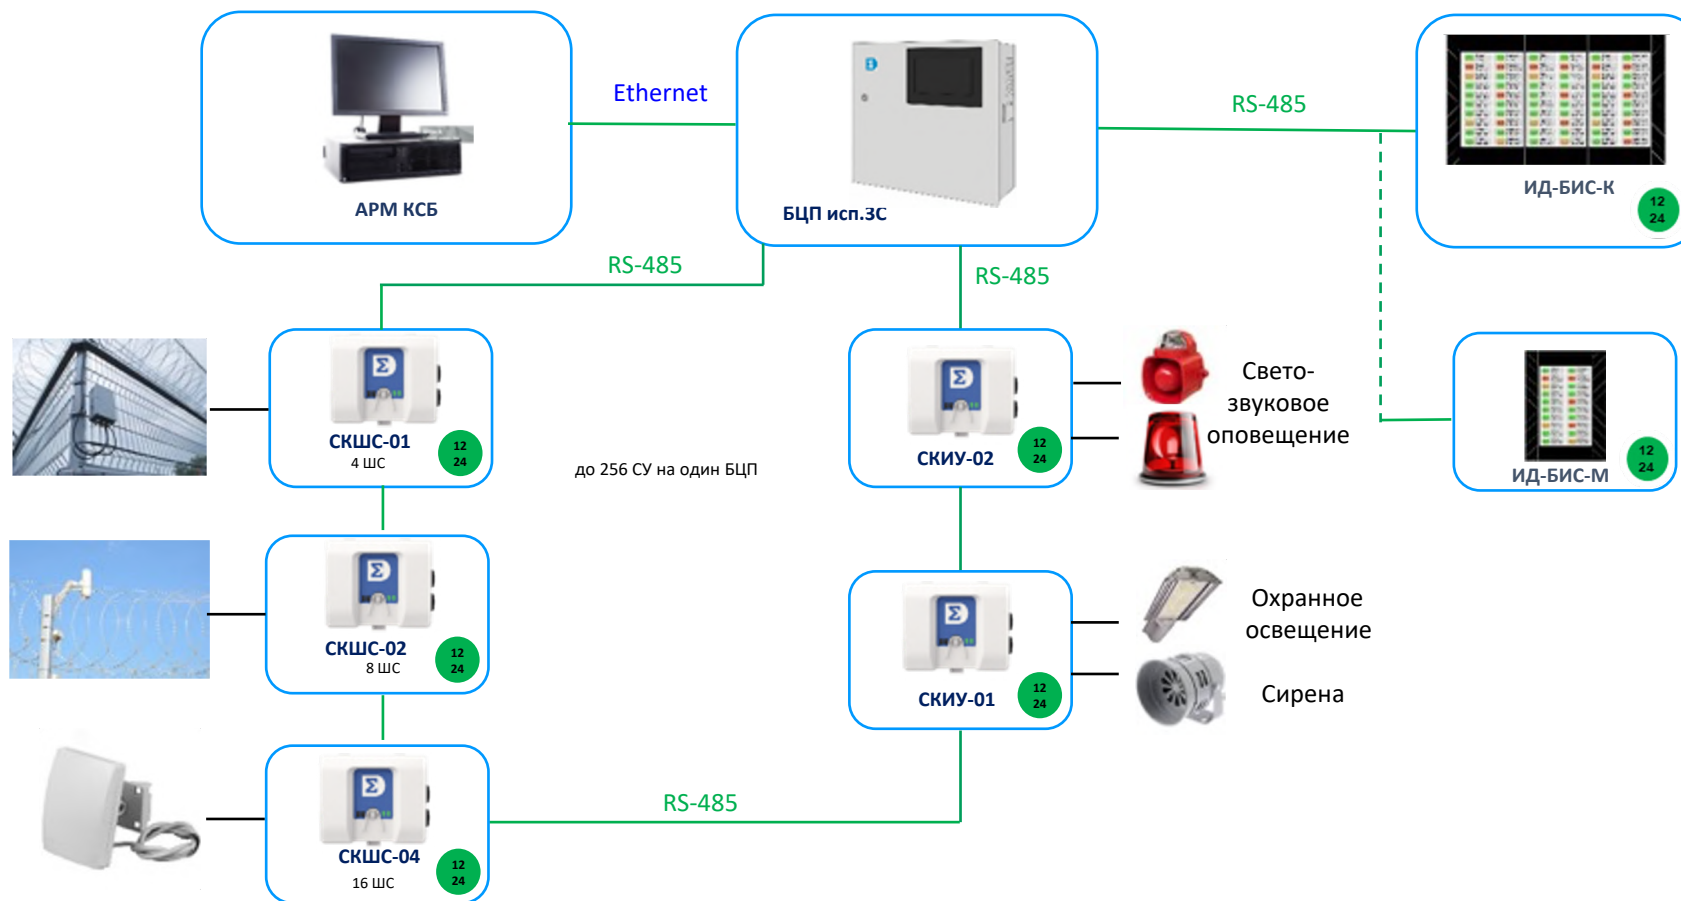 Ethernet
RS-485
АРМ КСБ
БЦП исп.3С
ИД-БИС-К
12
24
RS-485
RS-485
СКШС-01
4 ШС
12
24
до 256 СУ на один БЦП
СКИУ-02
12
24
Свето-
звуковое
оповещение
ИД-БИС-М
12
24
СКШС-02
8 ШС
12
24
СКИУ-01
12
24
Охранное
освещение
Сирена
RS-485
СКШС-04
16 ШС
12
24